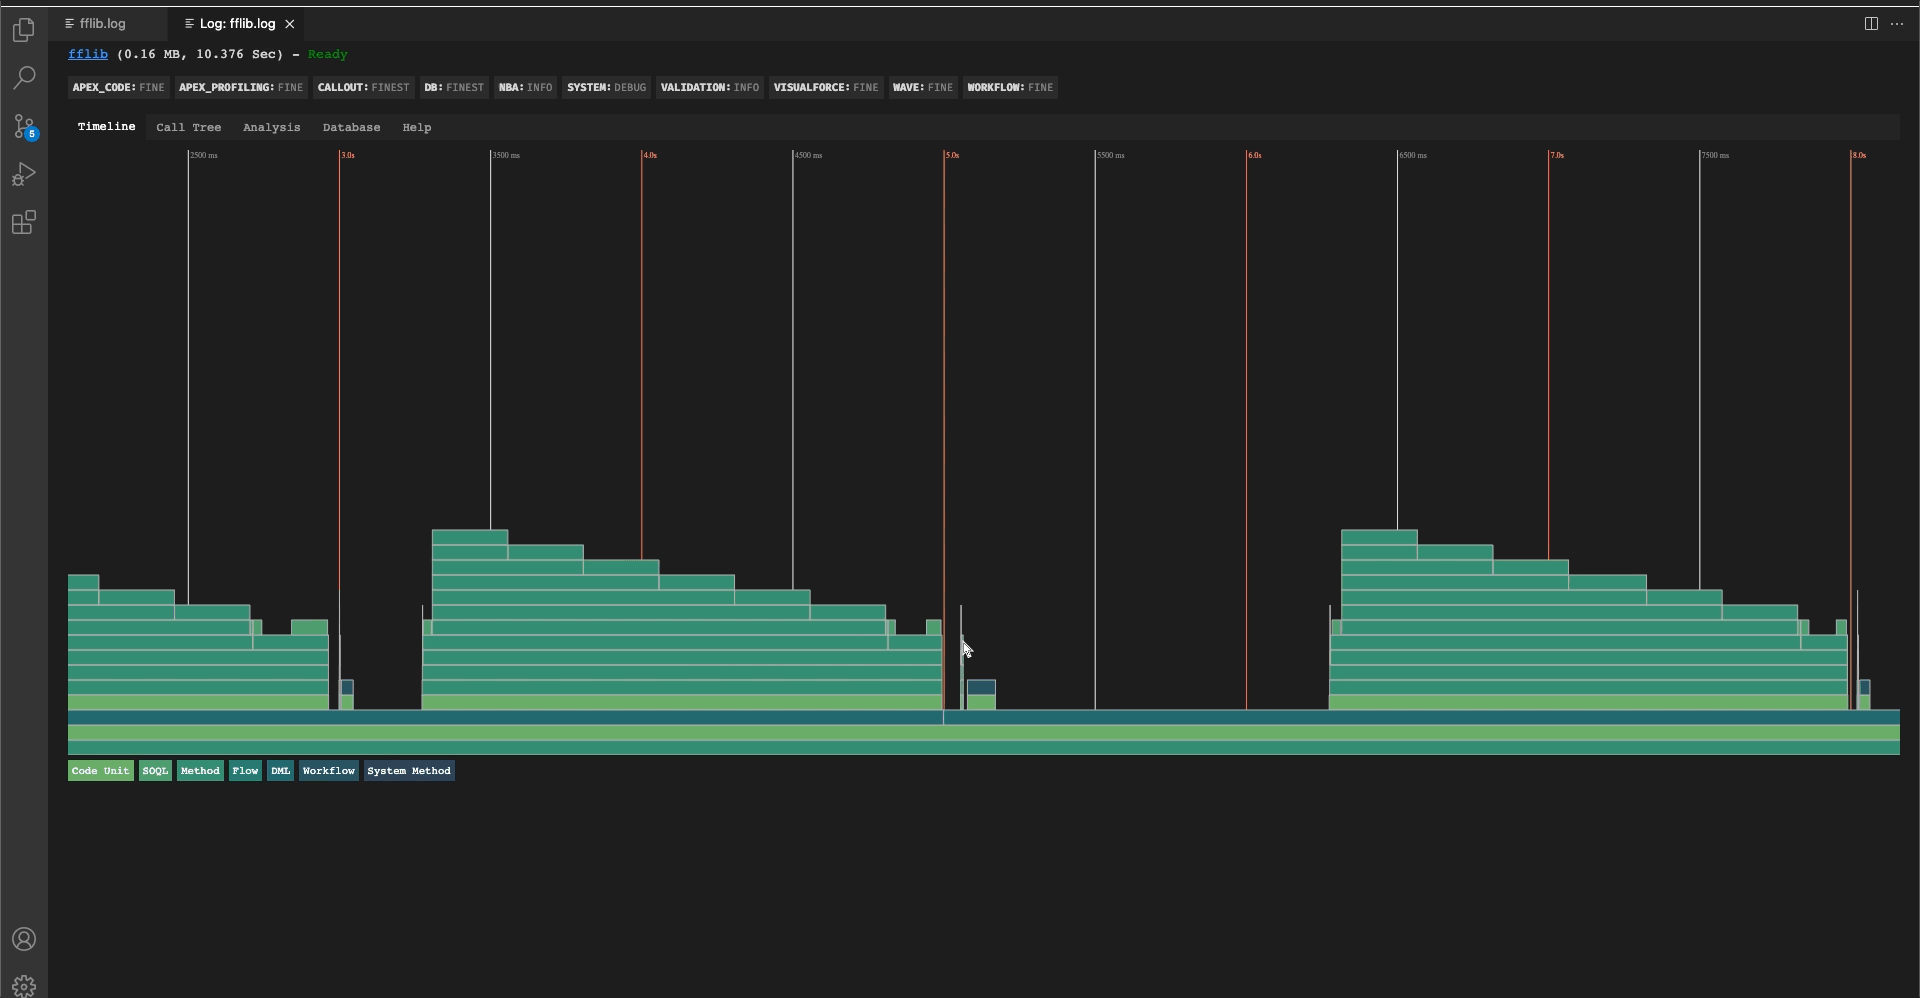 fflib.log Log: fflib.log
fflib (0.16 MB, 10.376 Sec) - Ready
APEX_CODE: FINE APEX_PROFILING: FINE CALLOUT: FINEST DB: FINEST NBA: INFO SYSTEM: DEBUG VALIDATION: INFO VISUALFORCE: FINE WAVE: FINE WORKFLOW: FINE
5
Timeline Call Tree Analysis Database Help
2500 ms 3.0s 3500 ms 4.0s 4500 ms 5.0s 5500 ms 6.0s 6500 ms 7.0s 7500 ms 8.0s
Code Unit SOQL Method Flow DML Workflow System Method